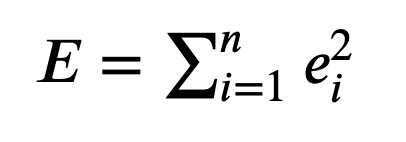 E = ∑_{i=1}^{n} e_i^2